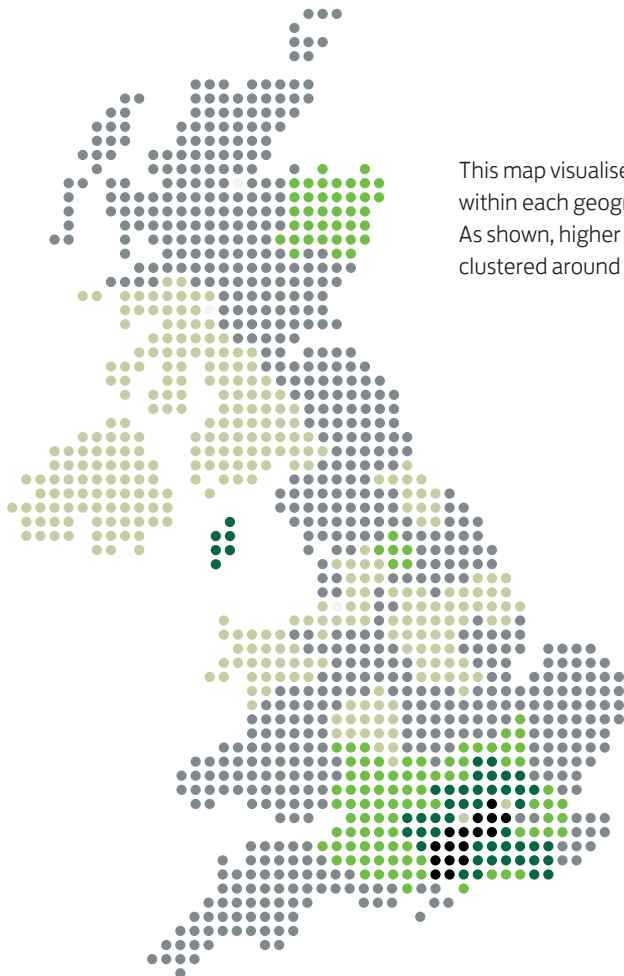 This map visualise
within each geogr
As shown, higher
clustered around